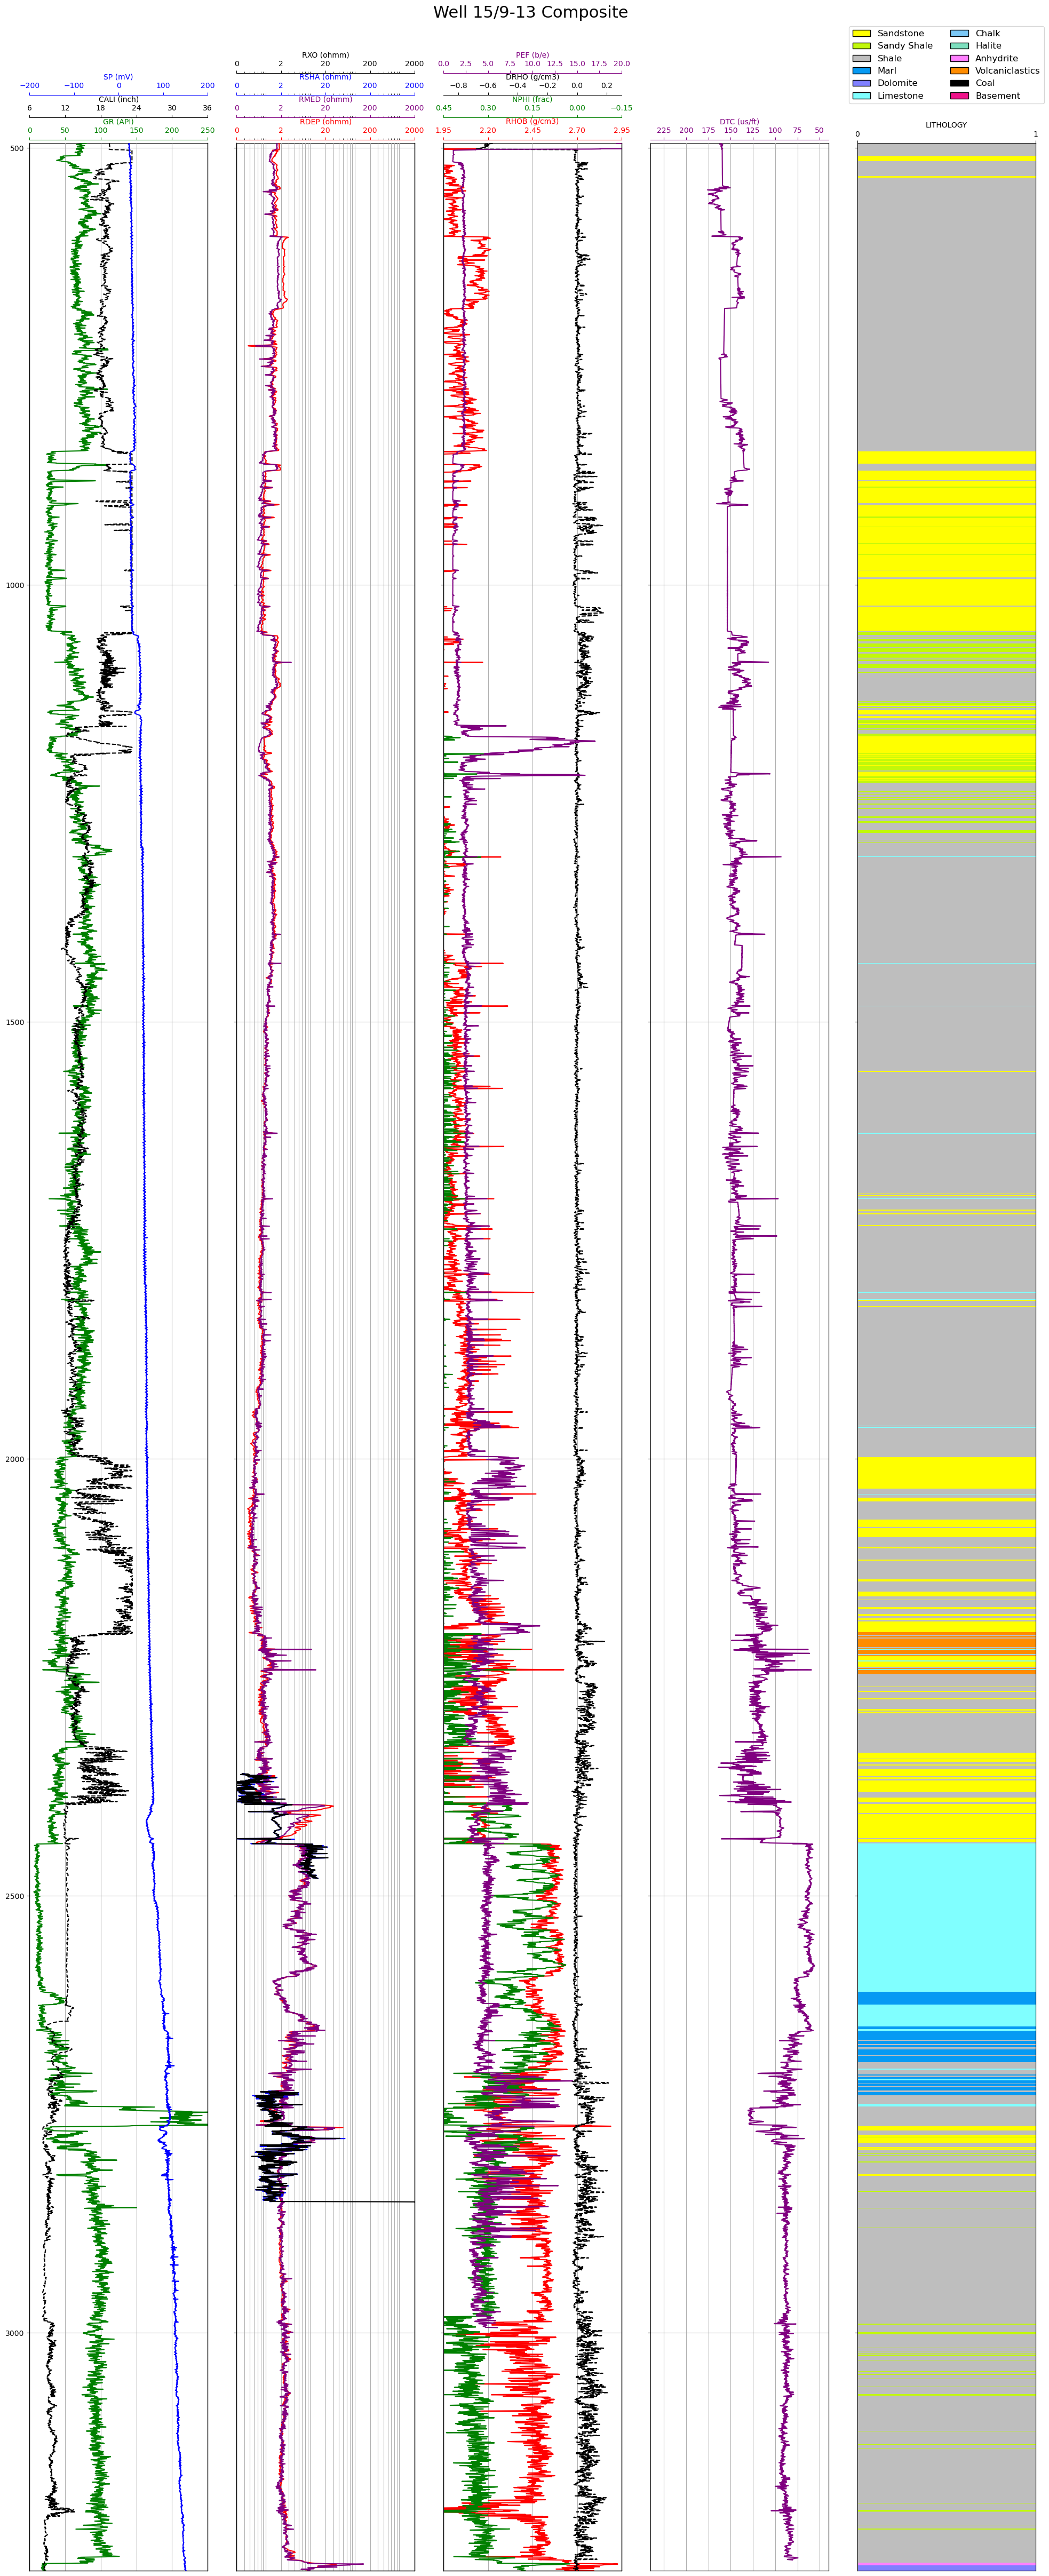 Well 15/9-13 Composite
Sandstone Chalk
Sandy Shale Halite
Shale Anhydrite
Marl Volcaniclastics
Dolomite Coal
Limestone Basement
RXO (ohmm) PEF (b/e)
0 2 20 200 2000 0.0 2.5 5.0 7.5 10.0 12.5 15.0 17.5 20.0
SP (mV) RSHA (ohmm) DRHO (g/cm3)
−200 −100 0 100 200 0 2 20 200 2000 −0.8 −0.6 −0.4 −0.2 0.0 0.2
CALI (inch) RMED (ohmm) NPHI (frac)
6 12 18 24 30 36 0 2 20 200 2000 0.45 0.30 0.15 0.00 −0.15
GR (API) RDEP (ohmm) RHOB (g/cm3) DTC (us/ft) LITHOLOGY
0 50 100 150 200 250 0 2 20 200 2000 1.95 2.20 2.45 2.70 2.95 225 200 175 150 125 100 75 50 0 1
500
1000
1500
2000
2500
3000